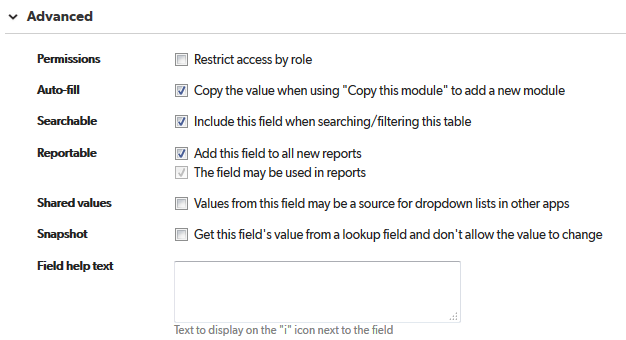 Advanced
Permissions Restrict access by role
Auto-fill Copy the value when using "Copy this module" to add a new module
Searchable Include this field when searching/filtering this table
Reportable Add this field to all new reports
The field may be used in reports
Shared values Values from this field may be a source for dropdown lists in other apps
Snapshot Get this field's value from a lookup field and don't allow the value to change
Field help text
Text to display on the "i" icon next to the field